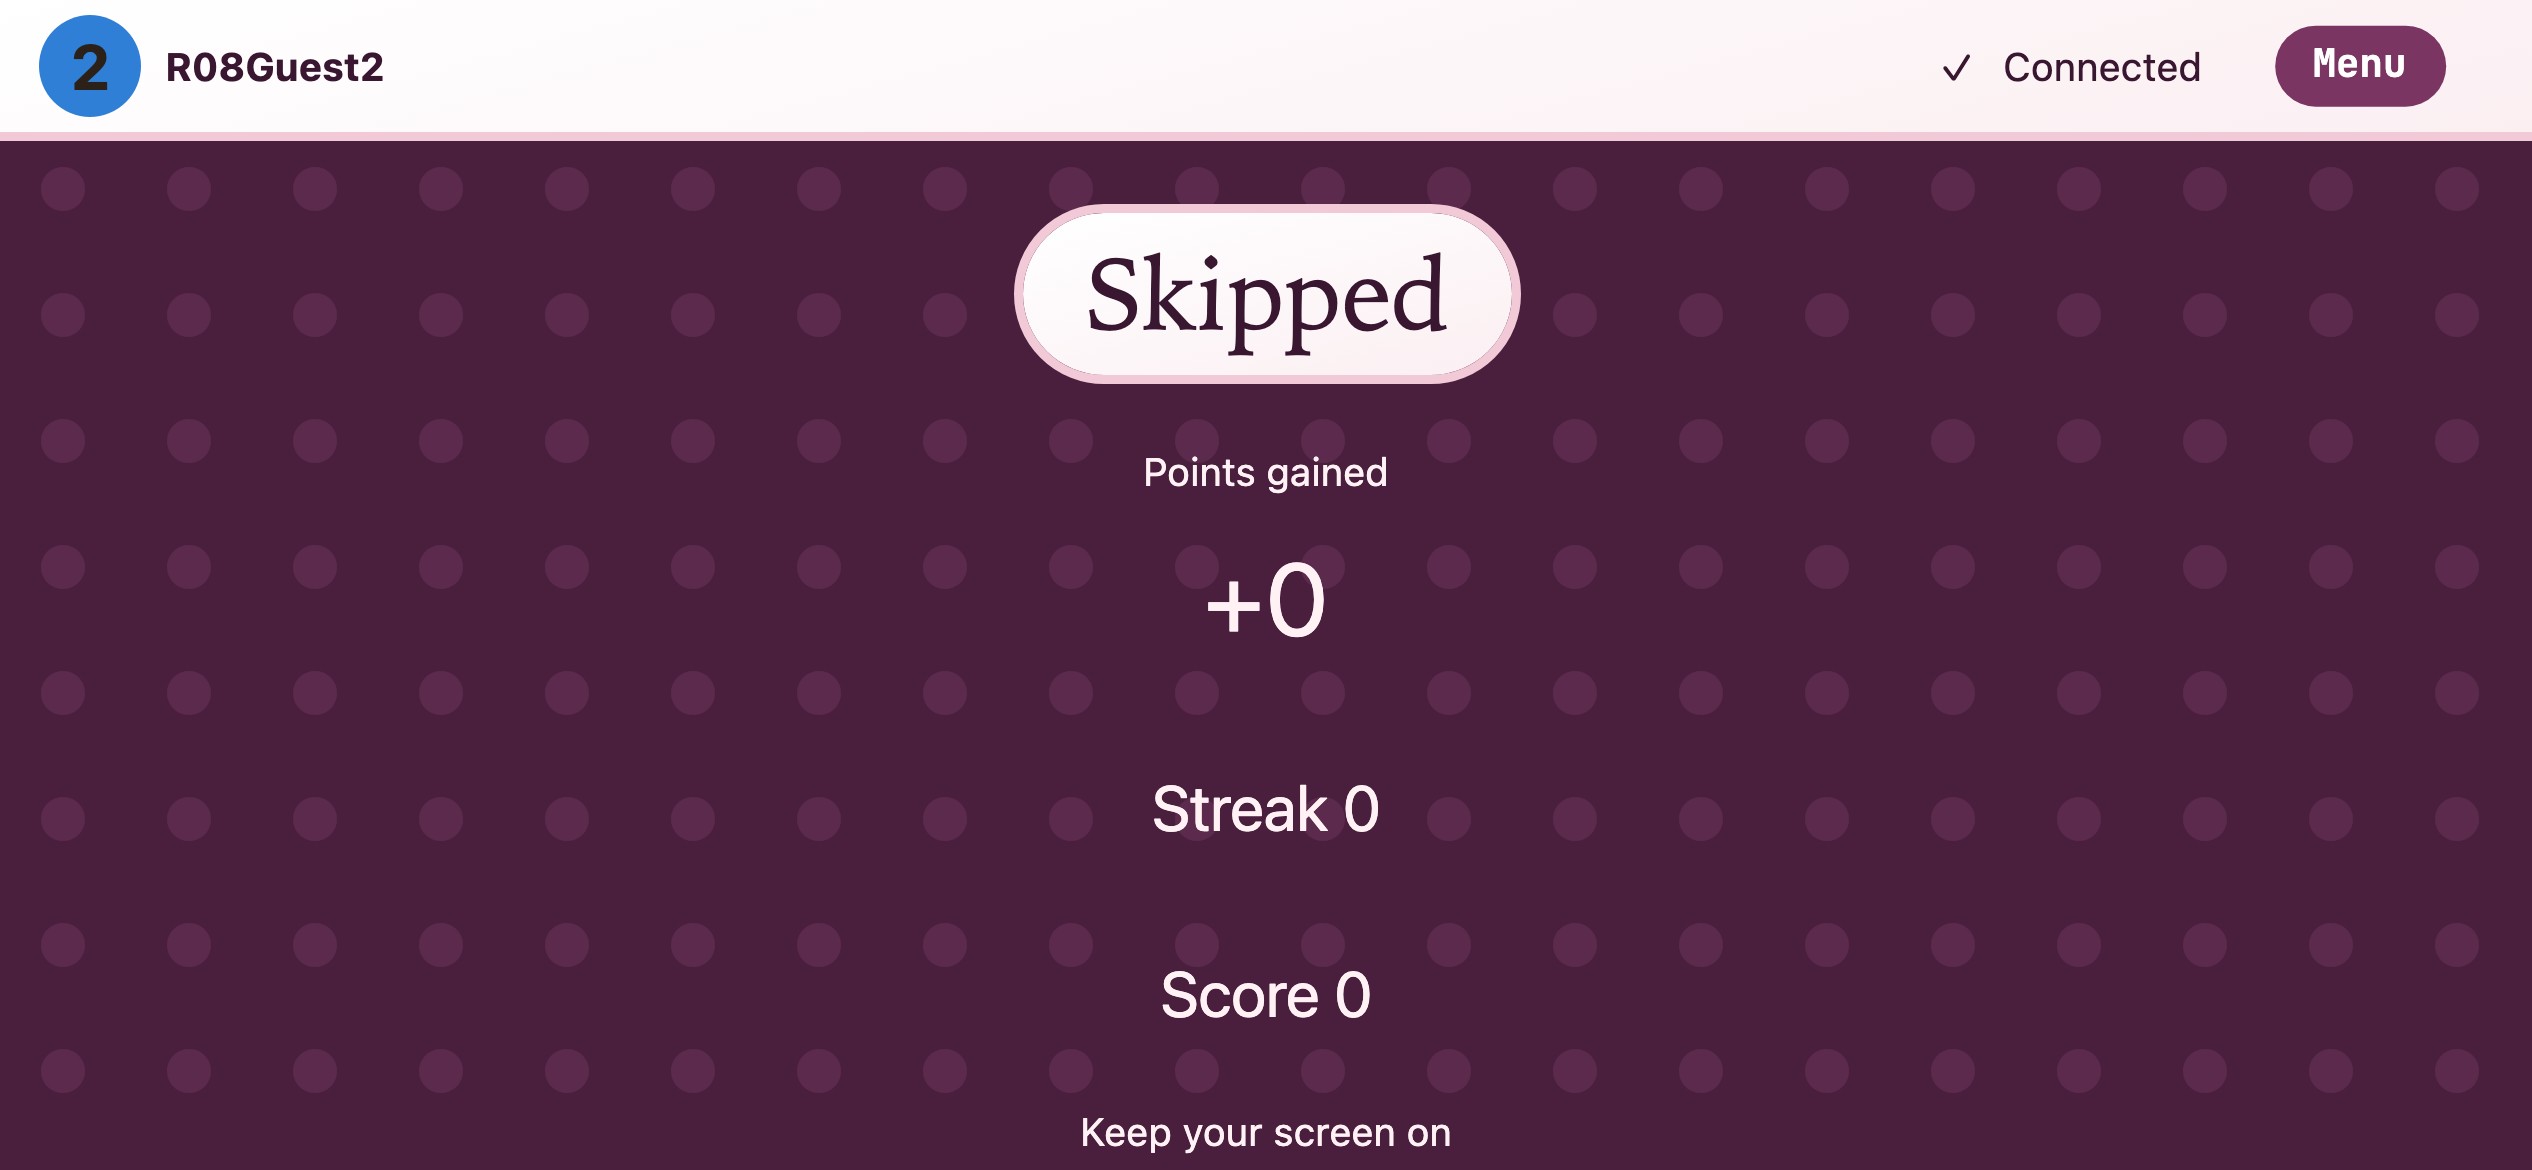 2
R08Guest2
✓ Connected
Menu
Skipped
Points gained
+0
Streak 0
Score 0
Keep your screen on